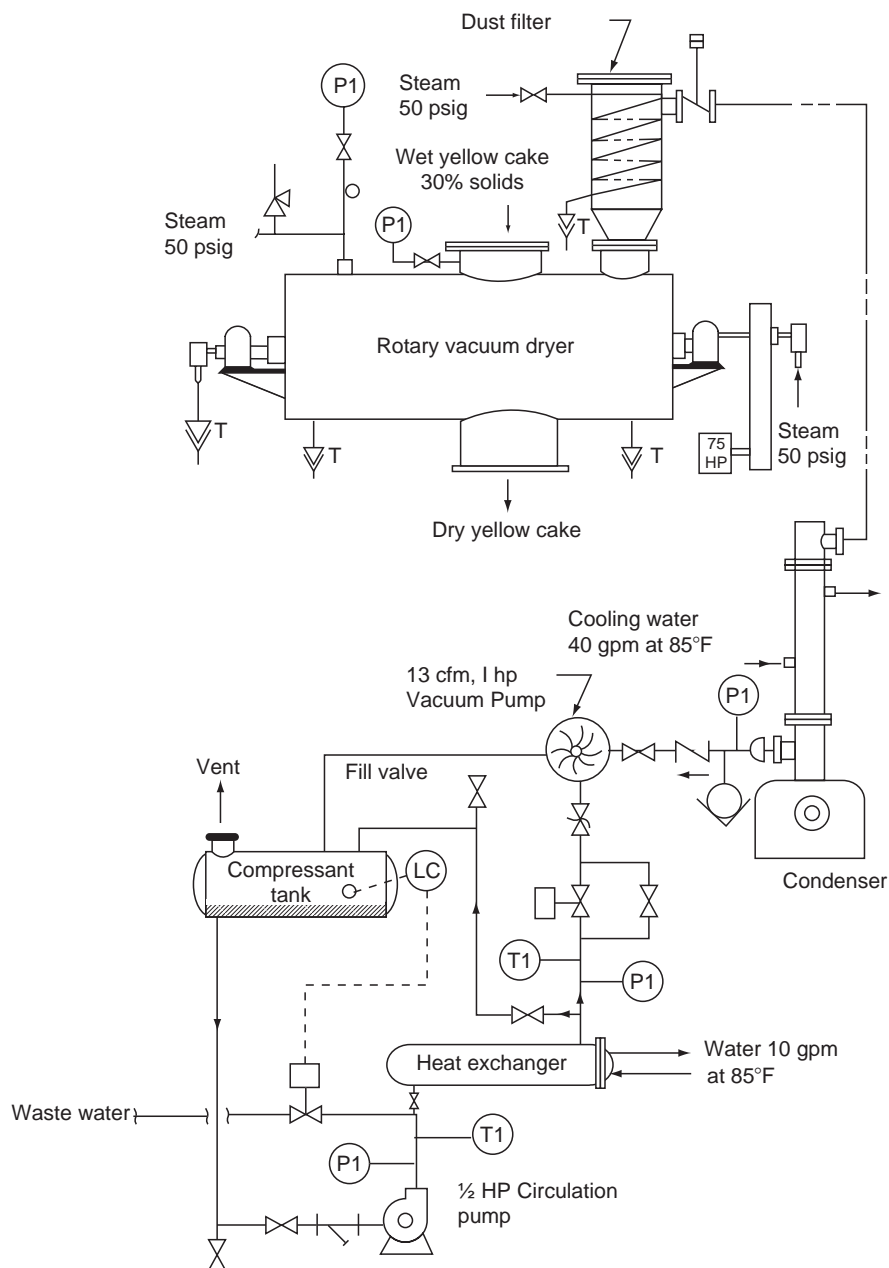 Dust filter
P1
Steam
50 psig
Wet yellow cake
30% solids
T
P1
Steam
50 psig
Rotary vacuum dryer
T
T
T
75
HP
Steam
50 psig
Dry yellow cake
Cooling water
40 gpm at 85°F
13 cfm, I hp
Vacuum Pump
P1
Vent
Fill valve
Compressant
tank
LC
Condenser
T1
P1
Heat exchanger
Water 10 gpm
at 85°F
Waste water
T1
P1
½ HP Circulation
pump